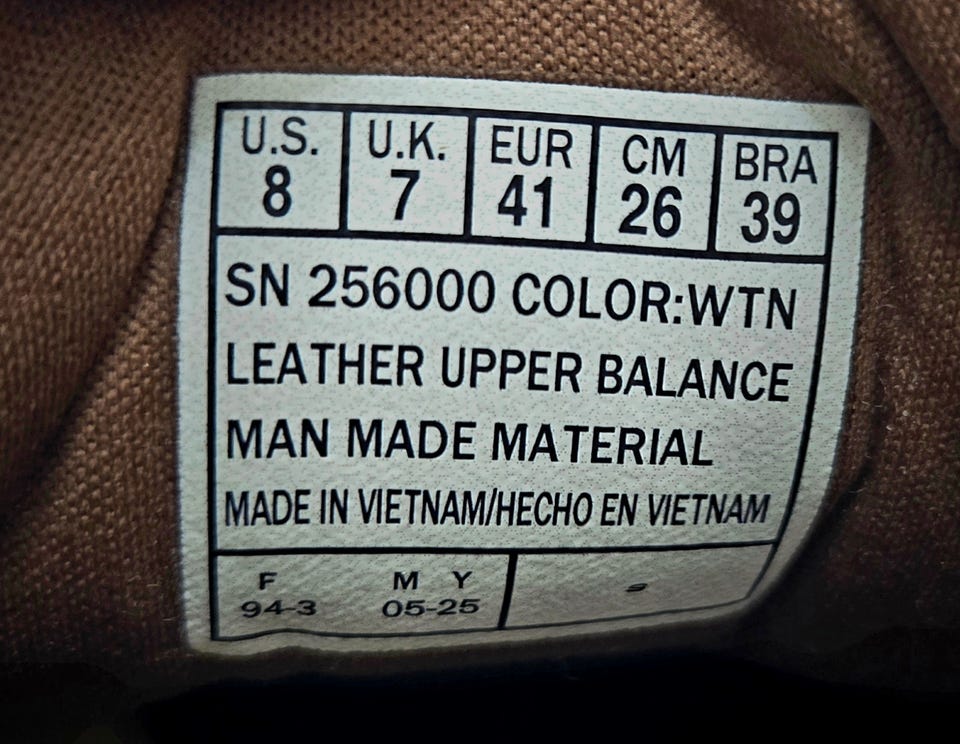 U.S. U.K. EUR CM BRA
8 7 41 26 39
SN 256000 COLOR:WTN
LEATHER UPPER BALANCE
MAN MADE MATERIAL
MADE IN VIETNAM/HECHO EN VIETNAM
F M Y
94-3 05-25